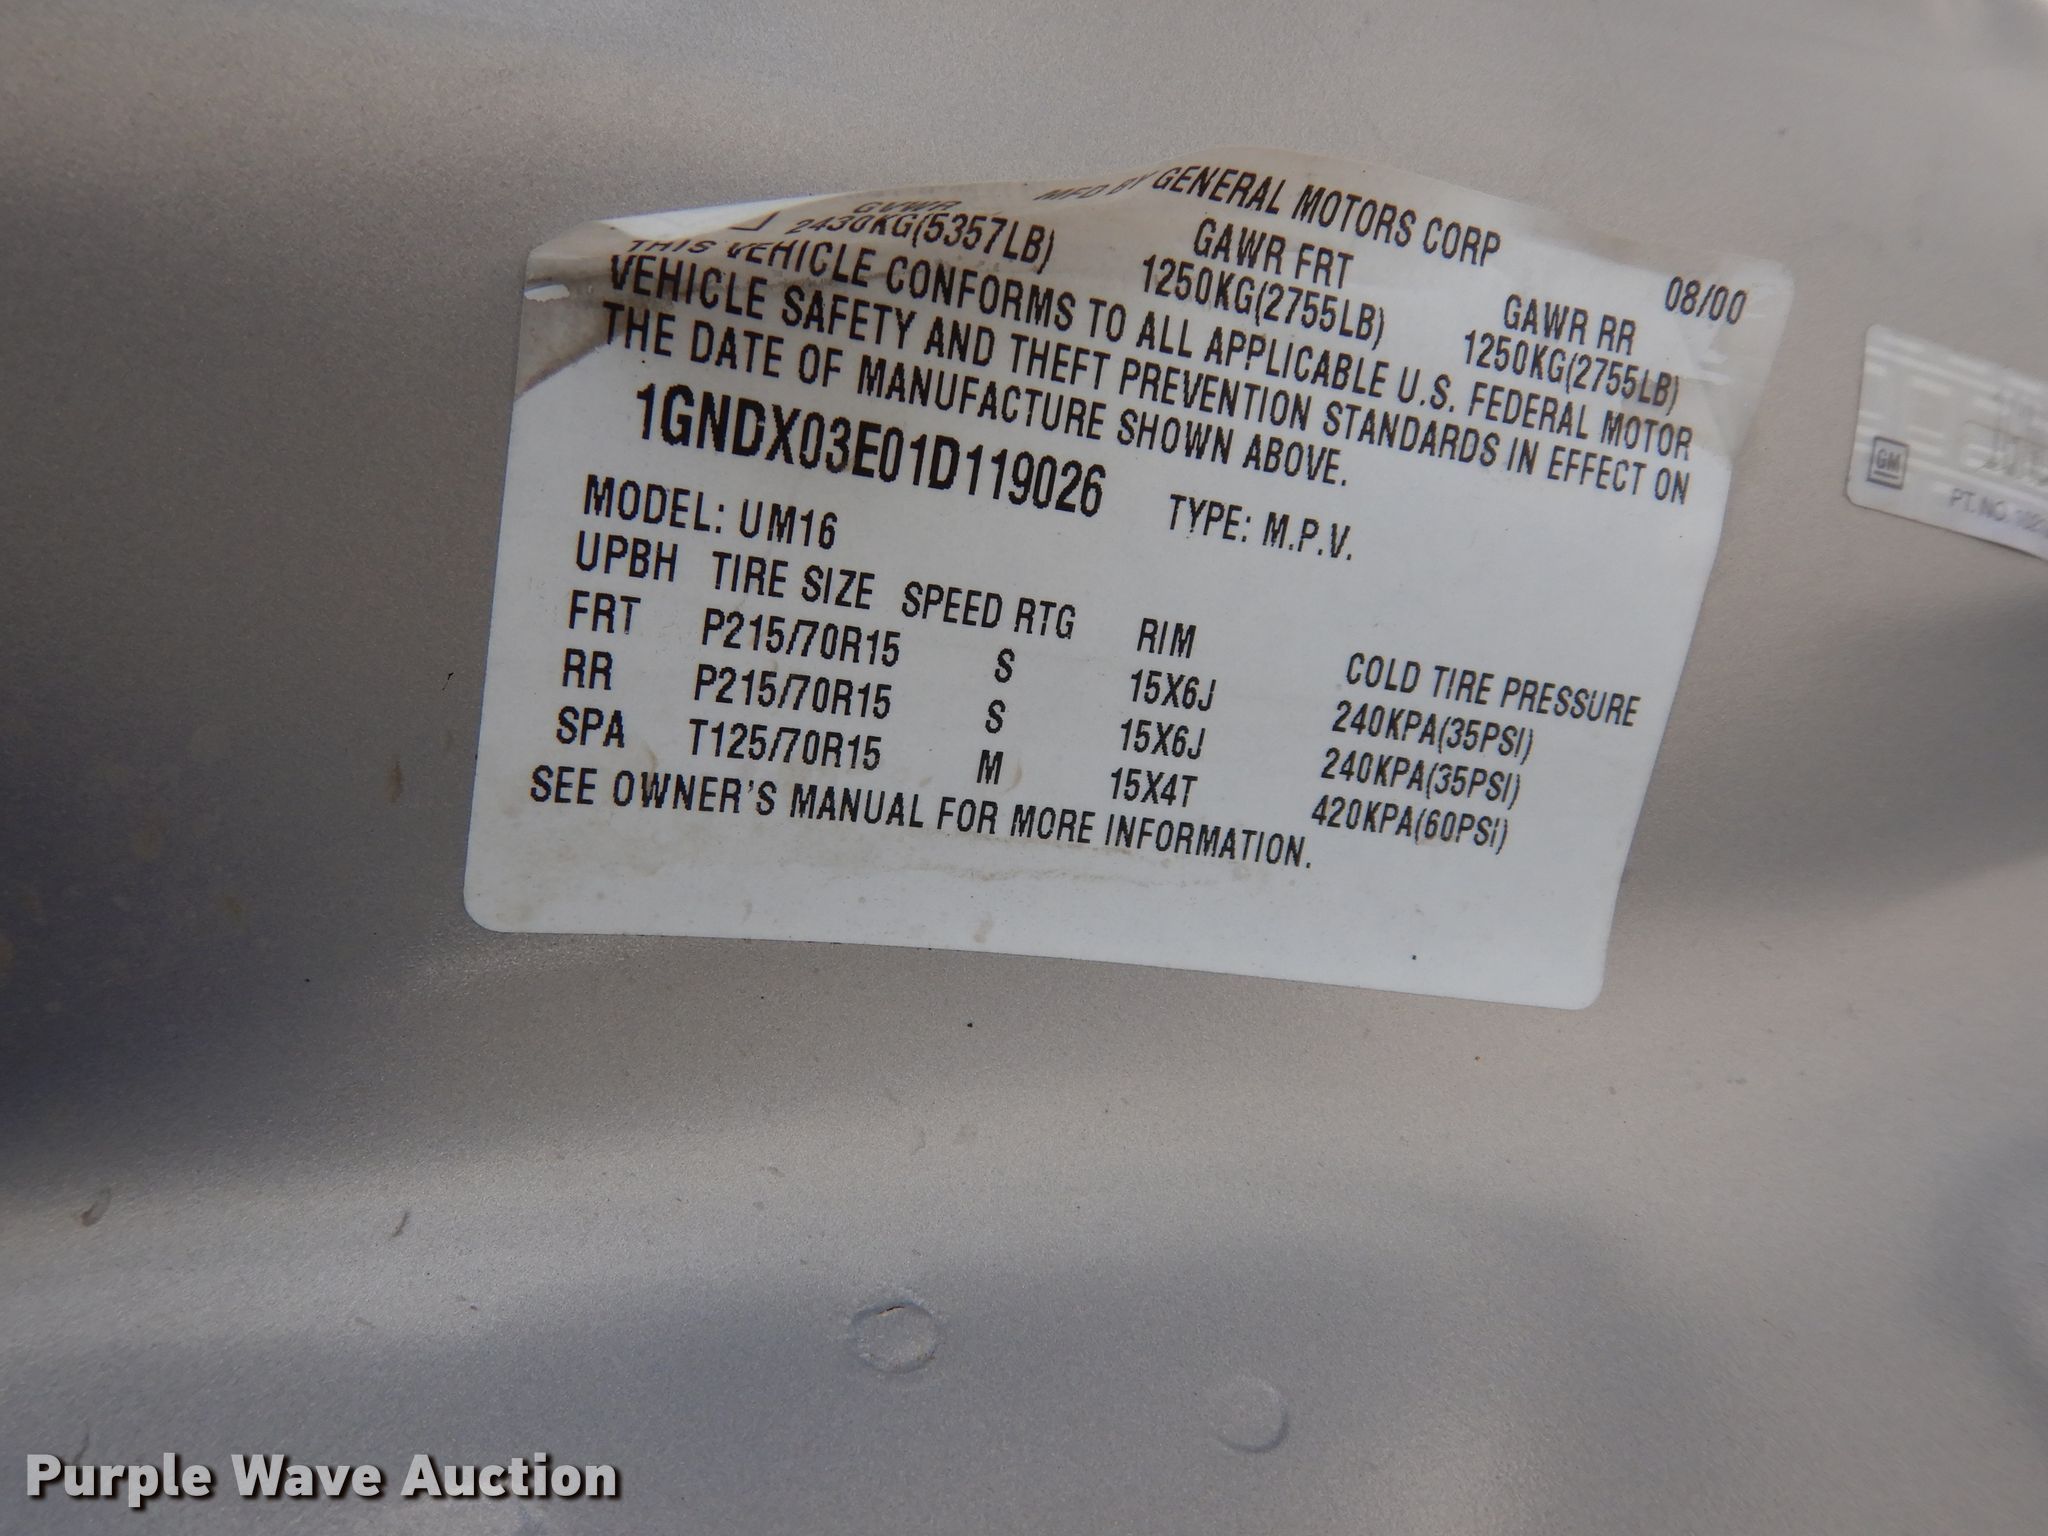 MFD BY GENERAL MOTORS CORP
08/00
GVWR GAWR FRT GAWR RR
2430KG(5357LB) 1250KG(2755LB) 1250KG(2755LB)
THIS VEHICLE CONFORMS TO ALL APPLICABLE U.S. FEDERAL MOTOR
VEHICLE SAFETY AND THEFT PREVENTION STANDARDS IN EFFECT ON
THE DATE OF MANUFACTURE SHOWN ABOVE.
1GNDX03E01D119026 TYPE: M.P.V.
MODEL: UM16
UPBH TIRE SIZE SPEED RTG RIM COLD TIRE PRESSURE
FRT P215/70R15 S 15X6J 240KPA(35PSI)
RR P215/70R15 S 15X6J 240KPA(35PSI)
SPA T125/70R15 M 15X4T 420KPA(60PSI)
SEE OWNER'S MANUAL FOR MORE INFORMATION.
GM
PT.NO.
Purple Wave Auction